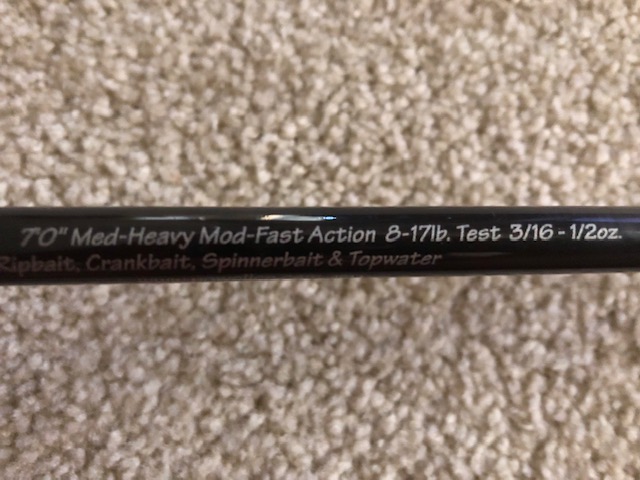 7'0" Med-Heavy Mod-Fast Action 8-17lb. Test 3/16 - 1/2oz.
Ripbait, Crankbait, Spinnerbait & Topwater